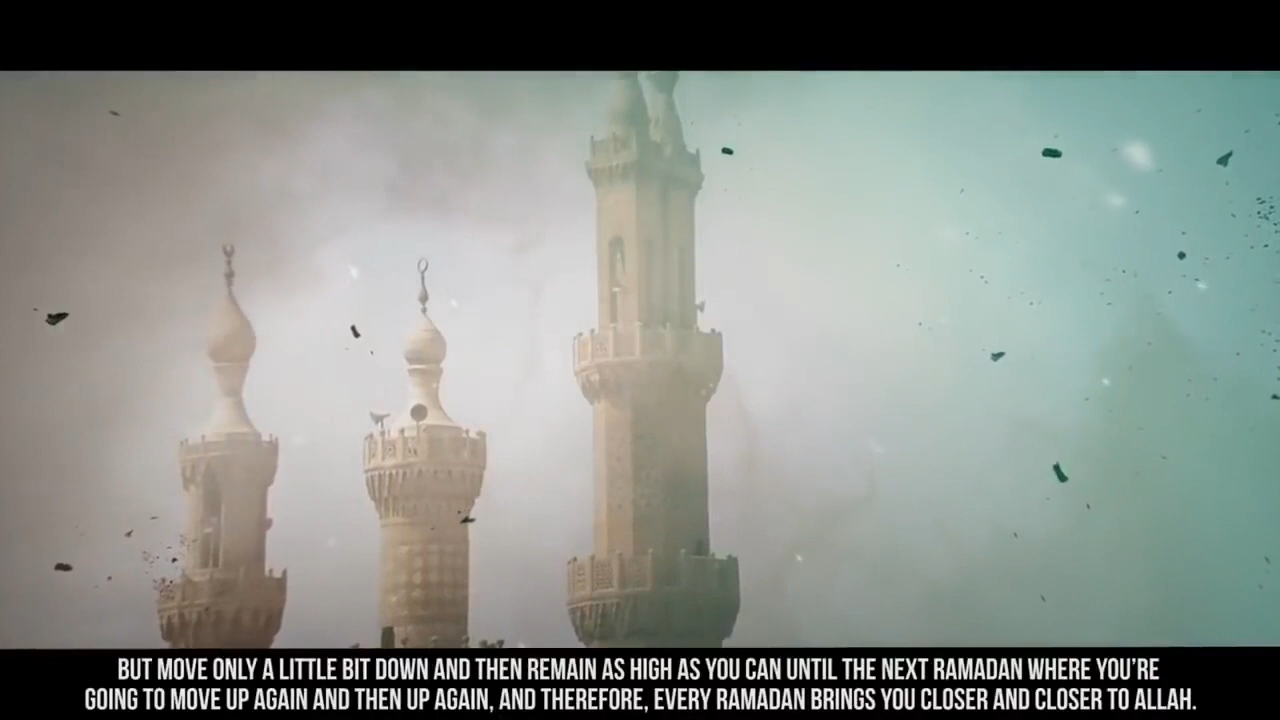 BUT MOVE ONLY A LITTLE BIT DOWN AND THEN REMAIN AS HIGH AS YOU CAN UNTIL THE NEXT RAMADAN WHERE YOU'RE
GOING TO MOVE UP AGAIN AND THEN UP AGAIN, AND THEREFORE, EVERY RAMADAN BRINGS YOU CLOSER AND CLOSER TO ALLAH.